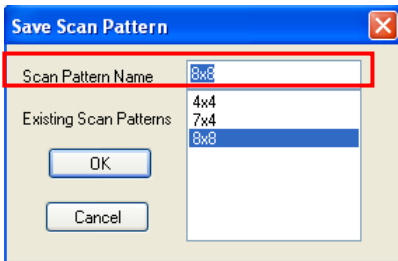 Save Scan Pattern
Scan Pattern Name 8x8
Existing Scan Patterns
4x4
7x4
8x8
OK
Cancel